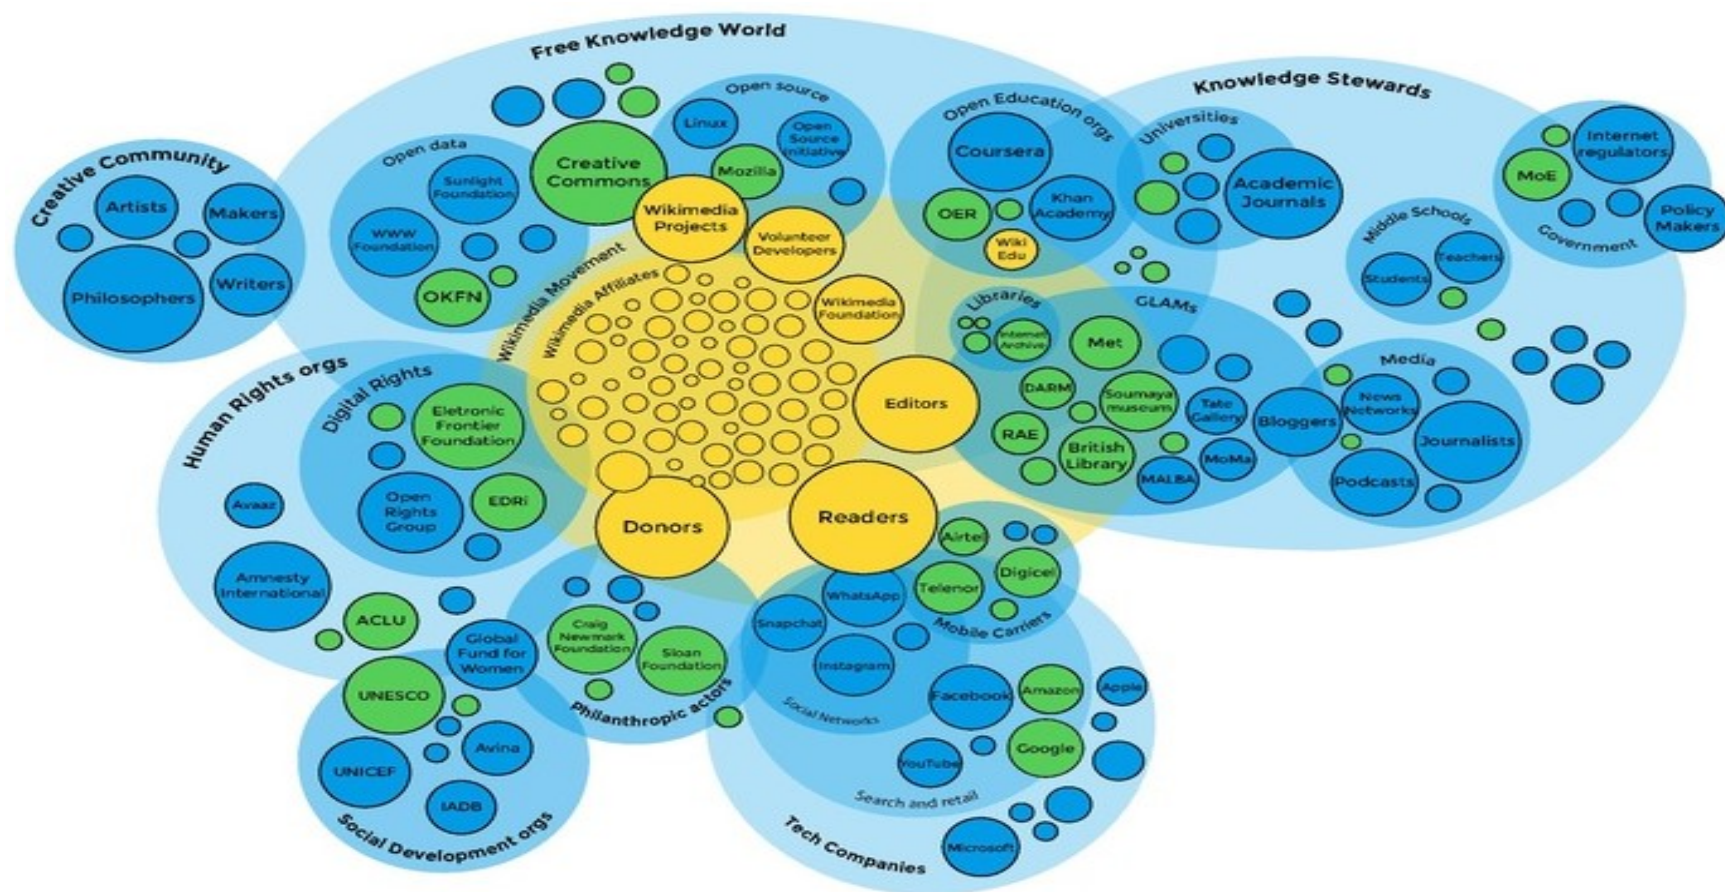 Free Knowledge World
Knowledge Stewards
Creative Community
Artists
Makers
Philosophers
Writers
Open data
Sunlight
Foundation
WWW
Foundation
OKFN
Creative
Commons
Open source
Linux
Open
Source
Initiative
Mozilla
Wikimedia
Projects
Volunteer
Developers
Wikimedia Movement
Wikimedia Affiliates
Wikimedia
Foundation
Editors
Readers
Donors
Open Education orgs
Coursera
OER
Khan
Academy
Wiki
Edu
Universities
Academic
Journals
Internet
regulators
MoE
Policy
Makers
Government
Middle Schools
Students
Teachers
GLAMs
Libraries
Internet
Archive
Met
DARM
Soumaya
museum
RAE
British
Library
Tate
Gallery
MoMa
MALBA
Bloggers
Media
News
Networks
Journalists
Podcasts
Human Rights orgs
Digital Rights
Eletronic
Frontier
Foundation
Open
Rights
Group
EDRi
Avaaz
Amnesty
International
ACLU
Global
Fund for
Women
UNESCO
UNICEF
Avina
IADB
Social Development orgs
Craig
Newmark
Foundation
Sloan
Foundation
Philanthropic actors
Airtel
Telenor
Digicel
Mobile Carriers
WhatsApp
Snapchat
Instagram
Social Networks
Facebook
Amazon
Apple
Google
YouTube
Search and retail
Microsoft
Tech Companies